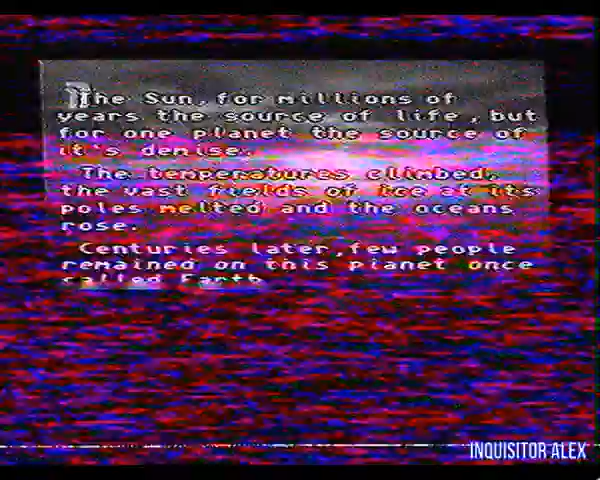 The Sun, for millions of
years the source of life, but
for one planet the source of
it's demise.
The temperatures climbed,
the vast fields of ice at its
poles melted and the oceans
rose.
Centuries later, few people
remained on this planet once
called Earth
INQUISITOR ALEX